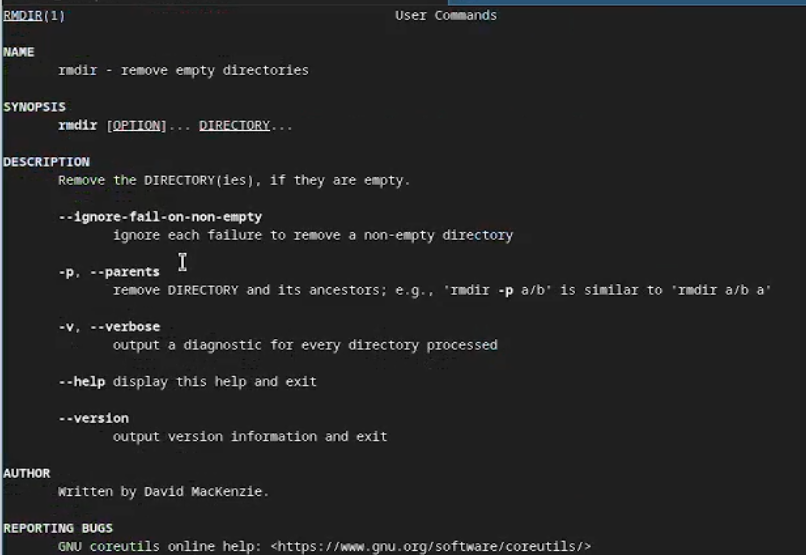 RMDIR(1) User Commands
NAME
rmdir - remove empty directories
SYNOPSIS
rmdir [OPTION]... DIRECTORY...
DESCRIPTION
Remove the DIRECTORY(ies), if they are empty.
--ignore-fail-on-non-empty
ignore each failure to remove a non-empty directory
-p, --parents
remove DIRECTORY and its ancestors; e.g., 'rmdir -p a/b' is similar to 'rmdir a/b a'
-v, --verbose
output a diagnostic for every directory processed
--help display this help and exit
--version
output version information and exit
AUTHOR
Written by David MacKenzie.
REPORTING BUGS
GNU coreutils online help: <https://www.gnu.org/software/coreutils/>